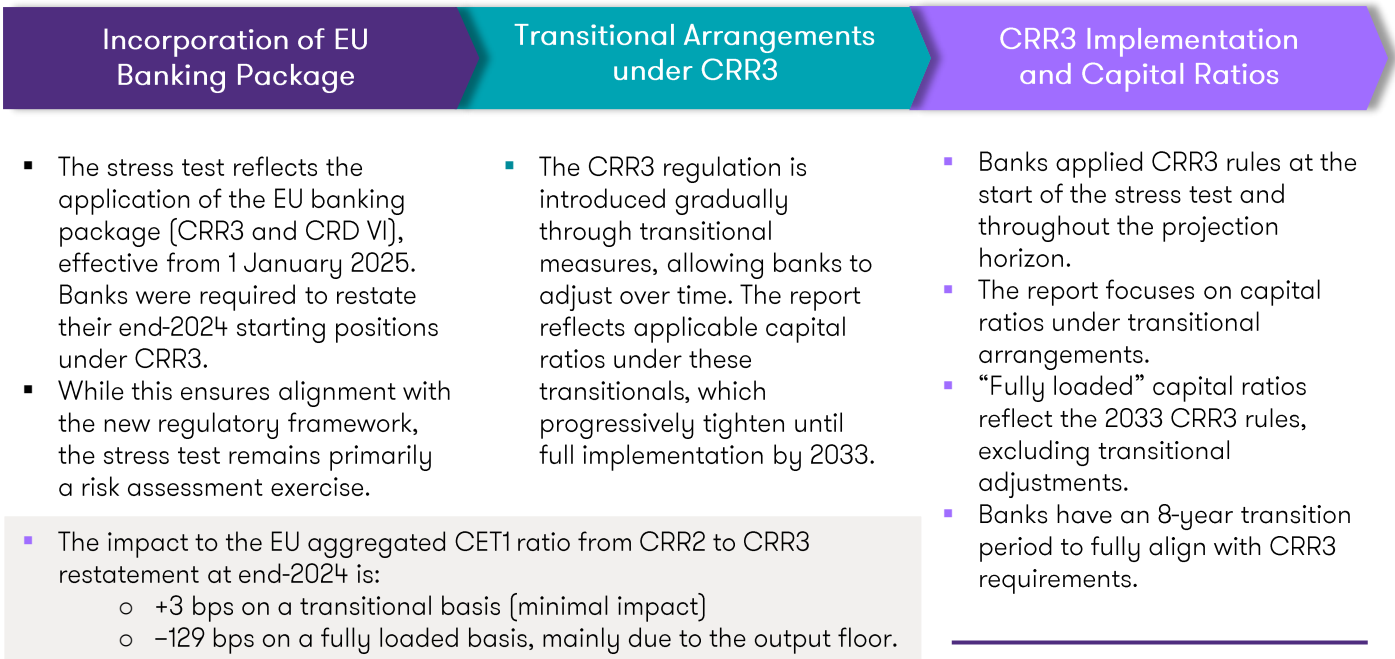 Incorporation of EU
Banking Package
▪ The stress test reflects the
application of the EU banking
package (CRR3 and CRD VI),
effective from 1 January 2025.
Banks were required to restate
their end-2024 starting positions
under CRR3.
▪ While this ensures alignment with
the new regulatory framework,
the stress test remains primarily
a risk assessment exercise.
Transitional Arrangements
under CRR3
▪ The CRR3 regulation is
introduced gradually
through transitional
measures, allowing banks to
adjust over time. The report
reflects applicable capital
ratios under these
transitionals, which
progressively tighten until
full implementation by 2033.
▪ The impact to the EU aggregated CET1 ratio from CRR2 to CRR3
restatement at end-2024 is:
o +3 bps on a transitional basis (minimal impact)
o –129 bps on a fully loaded basis, mainly due to the output floor.
CRR3 Implementation
and Capital Ratios
▪ Banks applied CRR3 rules at the
start of the stress test and
throughout the projection
horizon.
▪ The report focuses on capital
ratios under transitional
arrangements.
▪ “Fully loaded” capital ratios
reflect the 2033 CRR3 rules,
excluding transitional
adjustments.
▪ Banks have an 8-year transition
period to fully align with CRR3
requirements.